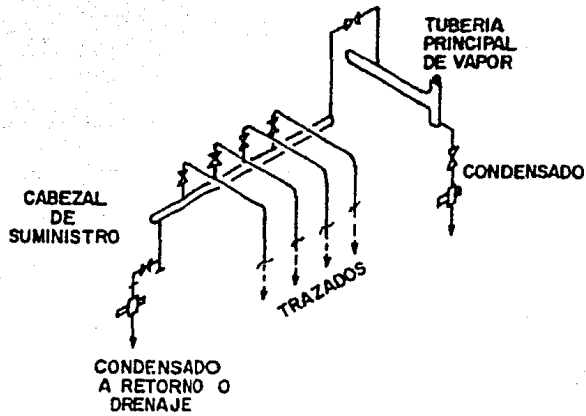 TUBERIA
PRINCIPAL
DE VAPOR
CONDENSADO
CABEZAL
DE
SUMINISTRO
TRAZADOS
CONDENSADO
A RETORNO O
DRENAJE